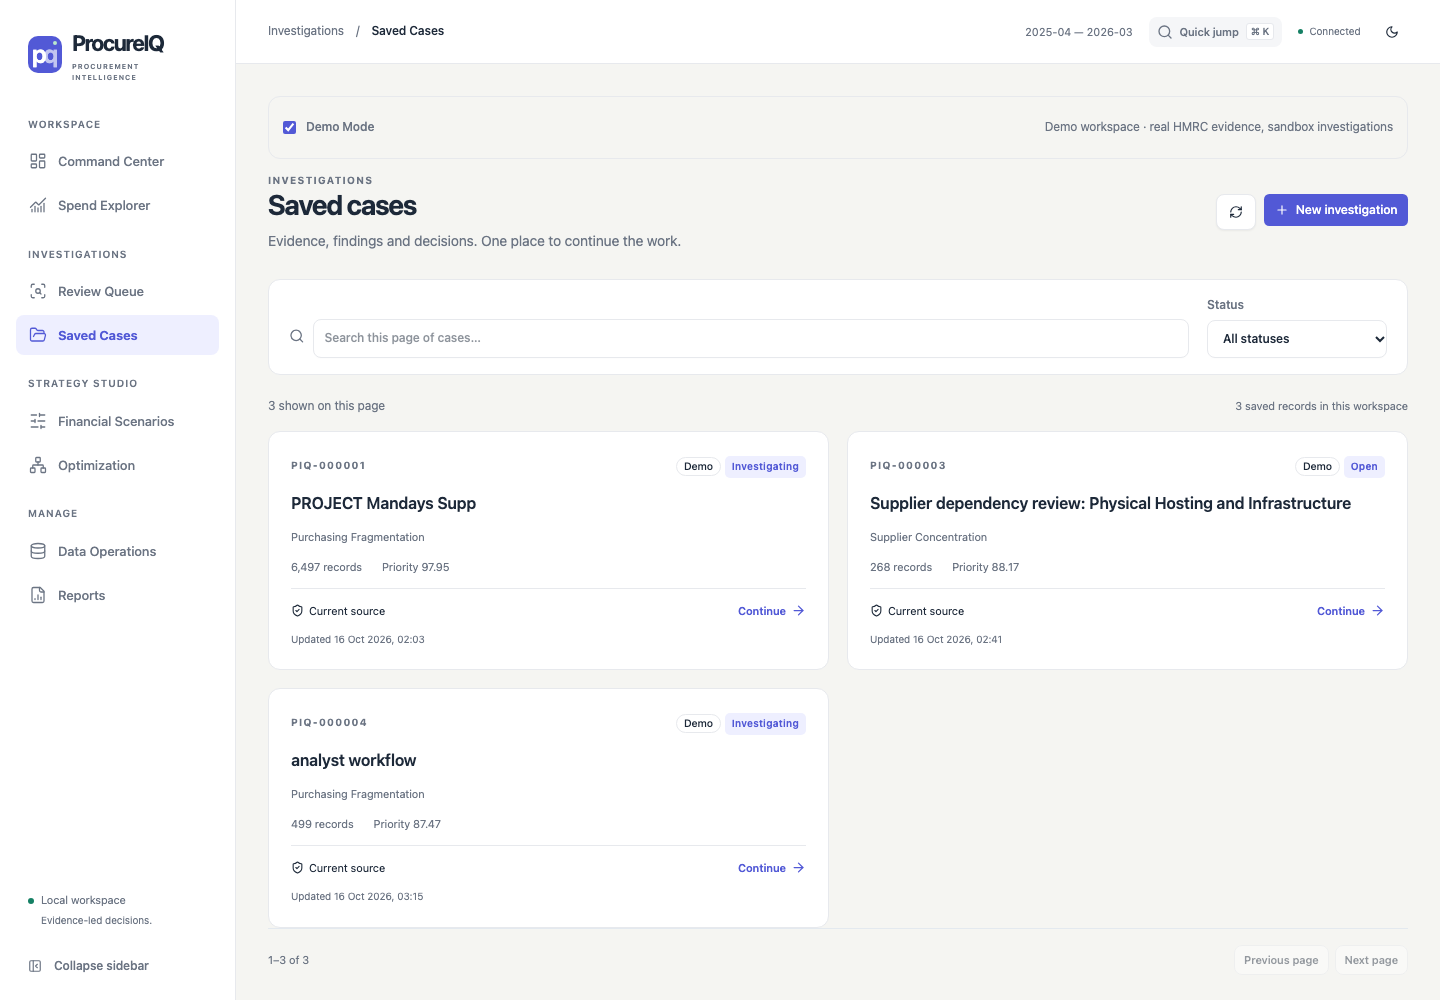 pq ProcureIQ
PROCUREMENT
INTELLIGENCE
WORKSPACE
Command Center
Spend Explorer
INVESTIGATIONS
Review Queue
Saved Cases
STRATEGY STUDIO
Financial Scenarios
Optimization
MANAGE
Data Operations
Reports
Local workspace
Evidence-led decisions.
Collapse sidebar
Investigations / Saved Cases
2025-04 — 2026-03
Quick jump ⌘ K
Connected
Demo Mode
Demo workspace · real HMRC evidence, sandbox investigations
INVESTIGATIONS
Saved cases
Evidence, findings and decisions. One place to continue the work.
New investigation
Status
Search this page of cases...
All statuses
3 shown on this page
3 saved records in this workspace
PIQ-000001
Demo
Investigating
PROJECT Mandays Supp
Purchasing Fragmentation
6,497 records Priority 97.95
Current source
Continue
Updated 16 Oct 2026, 02:03
PIQ-000003
Demo
Open
Supplier dependency review: Physical Hosting and Infrastructure
Supplier Concentration
268 records Priority 88.17
Current source
Continue
Updated 16 Oct 2026, 02:41
PIQ-000004
Demo
Investigating
analyst workflow
Purchasing Fragmentation
499 records Priority 87.47
Current source
Continue
Updated 16 Oct 2026, 03:15
1–3 of 3
Previous page
Next page